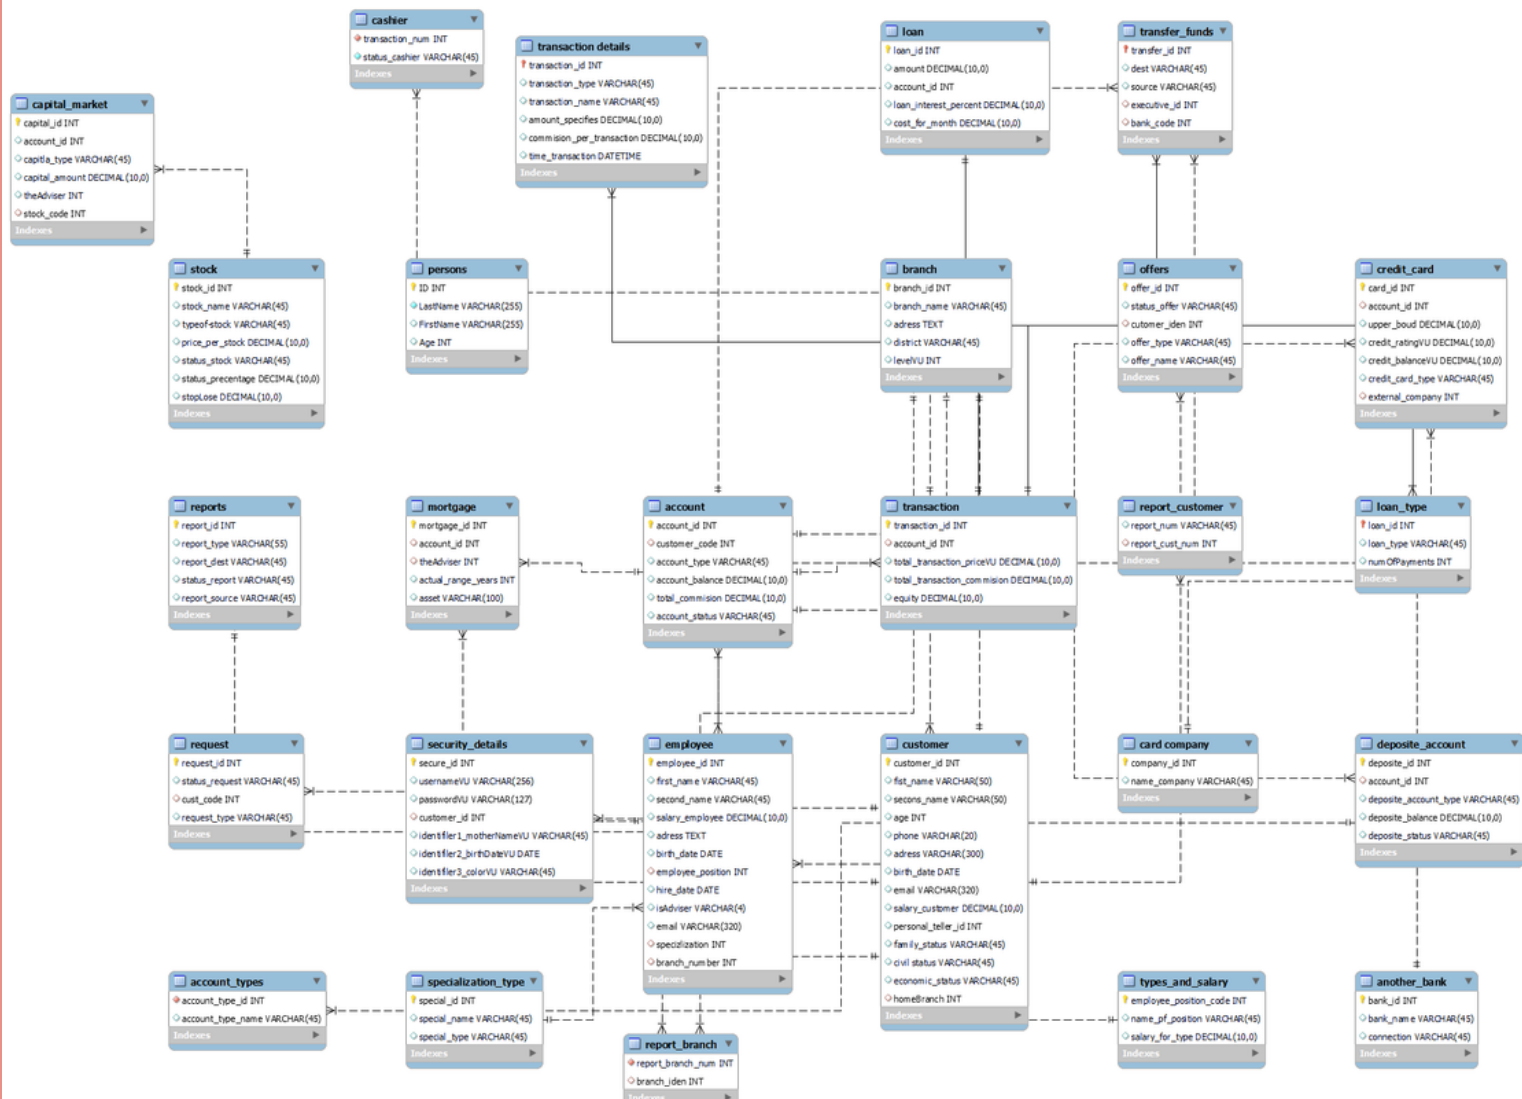 cashier
transaction_num INT
status_cashier VARCHAR(45)
Indexes
transaction details
transaction_id INT
transaction_type VARCHAR(45)
transaction_name VARCHAR(45)
amount_specifies DECIMAL(10,0)
commision_per_transaction DECIMAL(10,0)
time_transaction DATETIME
Indexes
loan
loan_id INT
amount DECIMAL(10,0)
account_id INT
loan_interest_percent DECIMAL(10,0)
cost_for_month DECIMAL(10,0)
Indexes
transfer_funds
transfer_id INT
dest VARCHAR(45)
source VARCHAR(45)
executive_id INT
bank_code INT
Indexes
capital_market
capital_id INT
account_id INT
capitla_type VARCHAR(45)
capital_amount DECIMAL(10,0)
theAdviser INT
stock_code INT
Indexes
stock
stock_id INT
stock_name VARCHAR(45)
typeof-stock VARCHAR(45)
price_per_stock DECIMAL(10,0)
status_stock VARCHAR(45)
status_precentage DECIMAL(10,0)
stopLose DECIMAL(10,0)
Indexes
persons
ID INT
LastName VARCHAR(255)
FirstName VARCHAR(255)
Age INT
Indexes
branch
branch_id INT
branch_name VARCHAR(45)
adress TEXT
district VARCHAR(45)
levelVU INT
Indexes
offers
offer_id INT
status_offer VARCHAR(45)
cutomer_iden INT
offer_type VARCHAR(45)
offer_name VARCHAR(45)
Indexes
credit_card
card_id INT
account_id INT
upper_boud DECIMAL(10,0)
credit_ratingVU DECIMAL(10,0)
credit_balanceVU DECIMAL(10,0)
credit_card_type VARCHAR(45)
external_company INT
Indexes
reports
report_id INT
report_type VARCHAR(55)
report_dest VARCHAR(45)
status_report VARCHAR(45)
report_source VARCHAR(45)
Indexes
mortgage
mortgage_id INT
account_id INT
theAdviser INT
actual_range_years INT
asset VARCHAR(100)
Indexes
account
account_id INT
customer_code INT
account_type VARCHAR(45)
account_balance DECIMAL(10,0)
total_commision DECIMAL(10,0)
account_status VARCHAR(45)
Indexes
transaction
transaction_id INT
account_id INT
total_transaction_priceVU DECIMAL(10,0)
total_transaction_commision DECIMAL(10,0)
equity DECIMAL(10,0)
Indexes
report_customer
report_num VARCHAR(45)
report_cust_num INT
Indexes
loan_type
loan_id INT
loan_type VARCHAR(45)
numOfPayments INT
Indexes
request
request_id INT
status_request VARCHAR(45)
cust_code INT
request_type VARCHAR(45)
Indexes
security_details
secure_id INT
usernameVU VARCHAR(256)
passwordVU VARCHAR(127)
customer_id INT
identifiler1_motherNameVU VARCHAR(45)
identifiler2_birthDateVU DATE
identifiler3_colorVU VARCHAR(45)
Indexes
employee
employee_id INT
first_name VARCHAR(45)
second_name VARCHAR(45)
salary_employee DECIMAL(10,0)
adress TEXT
birth_date DATE
employee_position INT
hire_date DATE
isAdviser VARCHAR(4)
email VARCHAR(320)
specizlization INT
branch_number INT
Indexes
customer
customer_id INT
fist_name VARCHAR(50)
secons_name VARCHAR(50)
age INT
phone VARCHAR(20)
adress VARCHAR(300)
birth_date DATE
email VARCHAR(320)
salary_customer DECIMAL(10,0)
personal_teller_id INT
family_status VARCHAR(45)
civil status VARCHAR(45)
economic_status VARCHAR(45)
homeBranch INT
Indexes
card company
company_id INT
name_company VARCHAR(45)
Indexes
deposite_account
deposite_id INT
account_id INT
deposite_account_type VARCHAR(45)
deposite_balance DECIMAL(10,0)
deposite_status VARCHAR(45)
Indexes
account_types
account_type_id INT
account_type_name VARCHAR(45)
Indexes
specialization_type
special_id INT
special_name VARCHAR(45)
special_type VARCHAR(45)
Indexes
report_branch
report_branch_num INT
branch_iden INT
Indexes
types_and_salary
employee_position_code INT
name_pf_position VARCHAR(45)
salary_for_type DECIMAL(10,0)
Indexes
another_bank
bank_id INT
bank_name VARCHAR(45)
connection VARCHAR(45)
Indexes